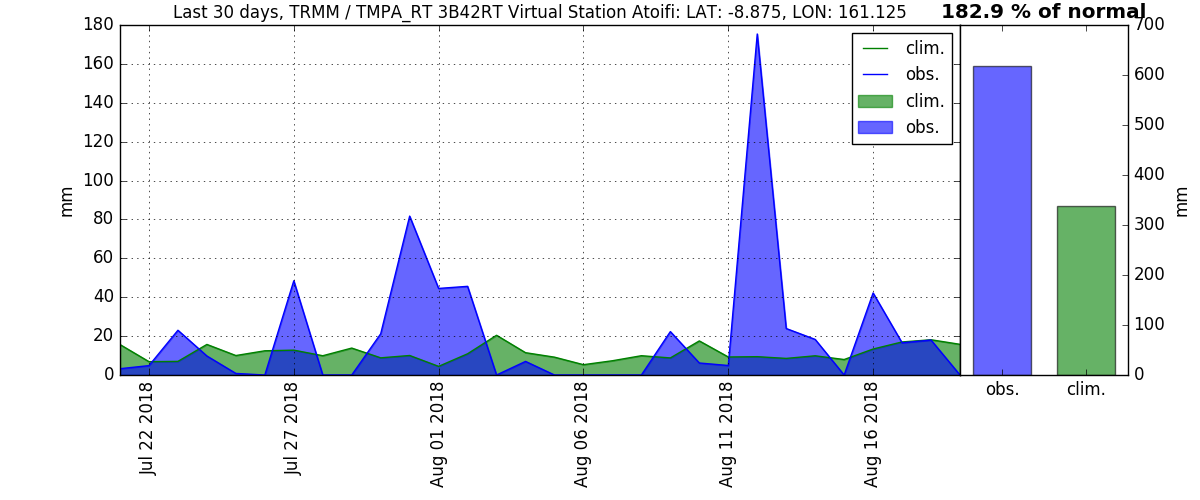 Last 30 days, TRMM / TMPA_RT 3B42RT Virtual Station Atoifi: LAT: -8.875, LON: 161.125
182.9 % of normal
180
160
140
120
100
80
60
40
20
0
mm
clim.
obs.
clim.
obs.
Jul 22 2018
Jul 27 2018
Aug 01 2018
Aug 06 2018
Aug 11 2018
Aug 16 2018
700
600
500
400
300
200
100
0
mm
obs.
clim.